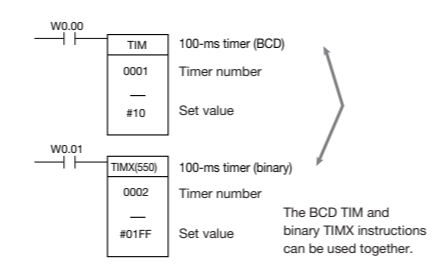 W0.00
TIM 100-ms timer (BCD)
0001 Timer number
#10 Set value
W0.01
TIMX(550) 100-ms timer (binary)
0002 Timer number
#01FF Set value
The BCD TIM and
binary TIMX instructions
can be used together.